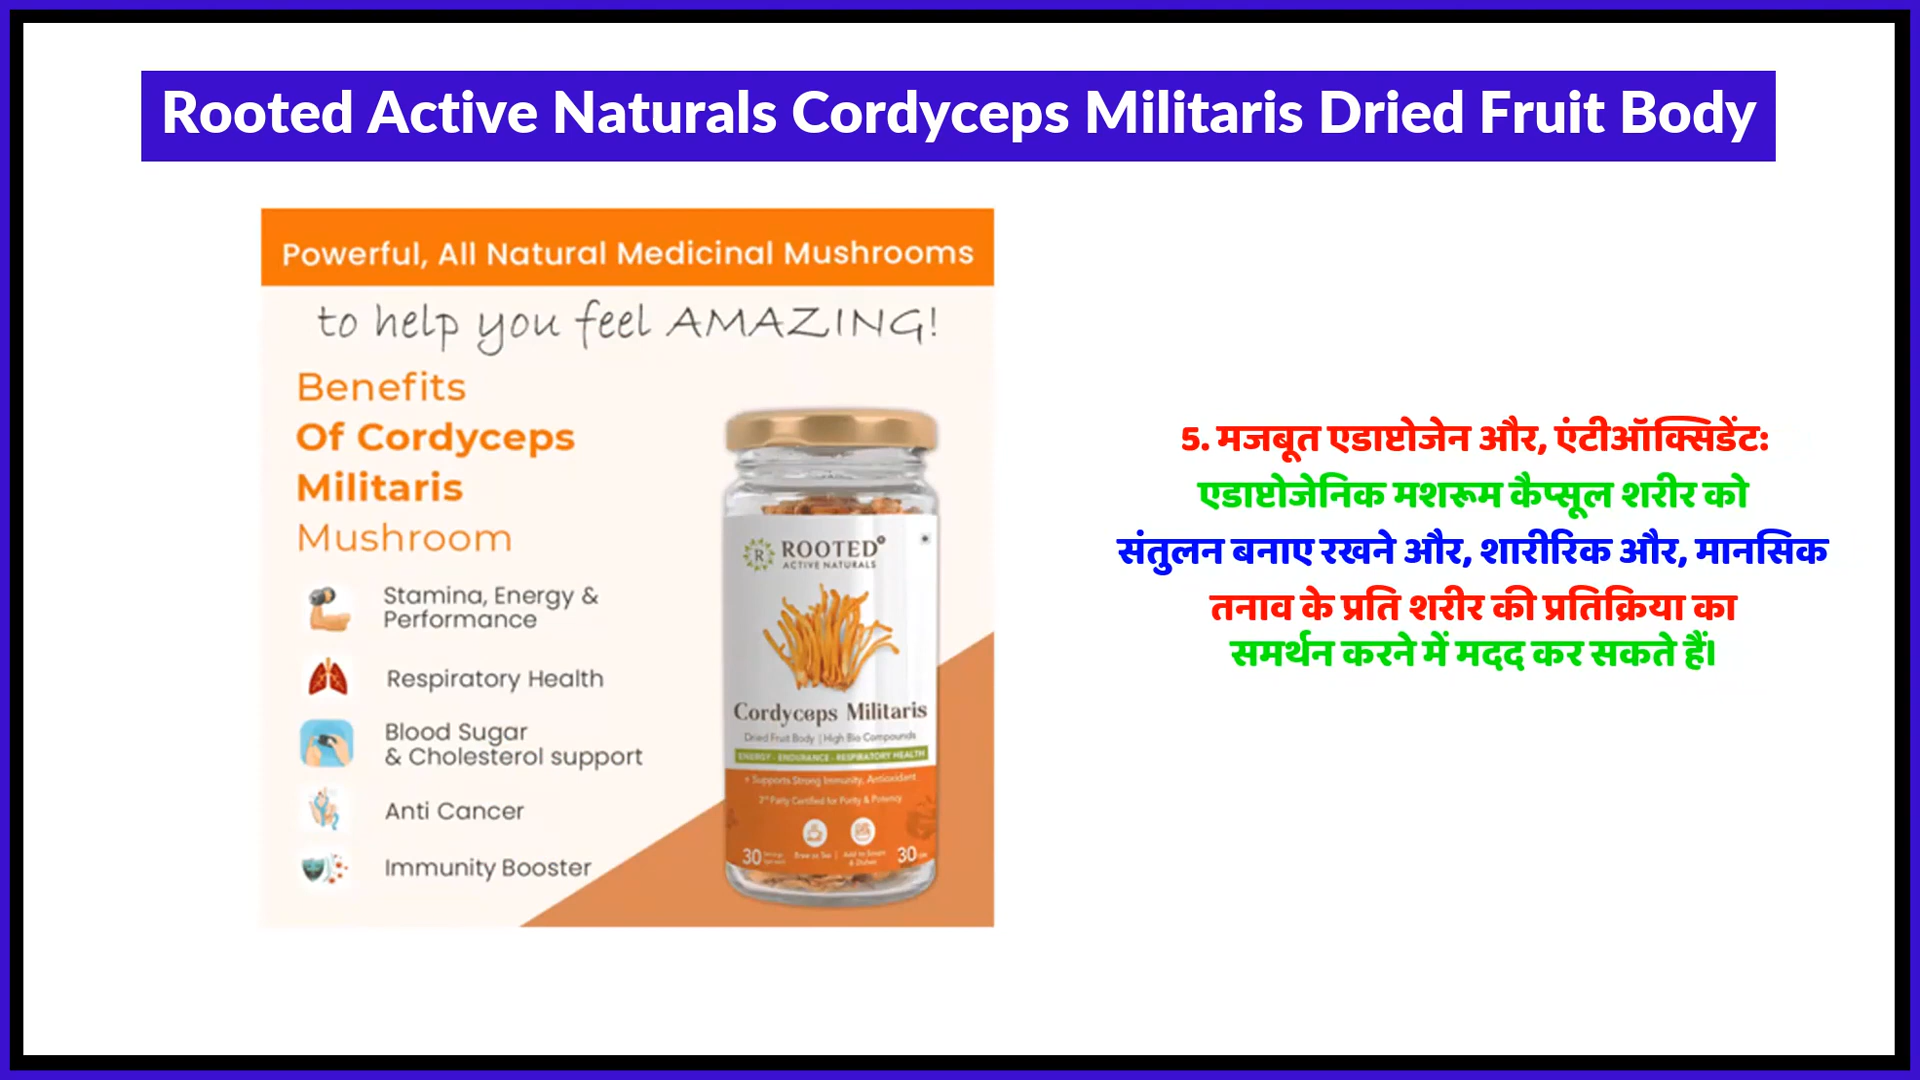 Rooted Active Naturals Cordyceps Militaris Dried Fruit Body
Powerful, All Natural Medicinal Mushrooms
to help you feel AMAZING!
Benefits
Of Cordyceps
Militaris
Mushroom
Stamina, Energy &
Performance
Respiratory Health
Blood Sugar
& Cholesterol support
Anti Cancer
Immunity Booster
R ROOTED
ACTIVE NATURALS
Cordyceps Militaris
Dried Fruit Body | High Bio Compounds
ENERGY - ENDURANCE - RESPIRATORY HEALTH
+ Supports Strong Immunity, Antioxidant
3rd Party Certified for Purity & Potency
30
30
5. मजबूत एडाप्टोजेन और, एंटीऑक्सिडेंट:
एडाप्टोजेनिक मशरूम कैप्सूल शरीर को
संतुलन बनाए रखने और, शारीरिक और, मानसिक
तनाव के प्रति शरीर की प्रतिक्रिया का
समर्थन करने में मदद कर सकते हैं।